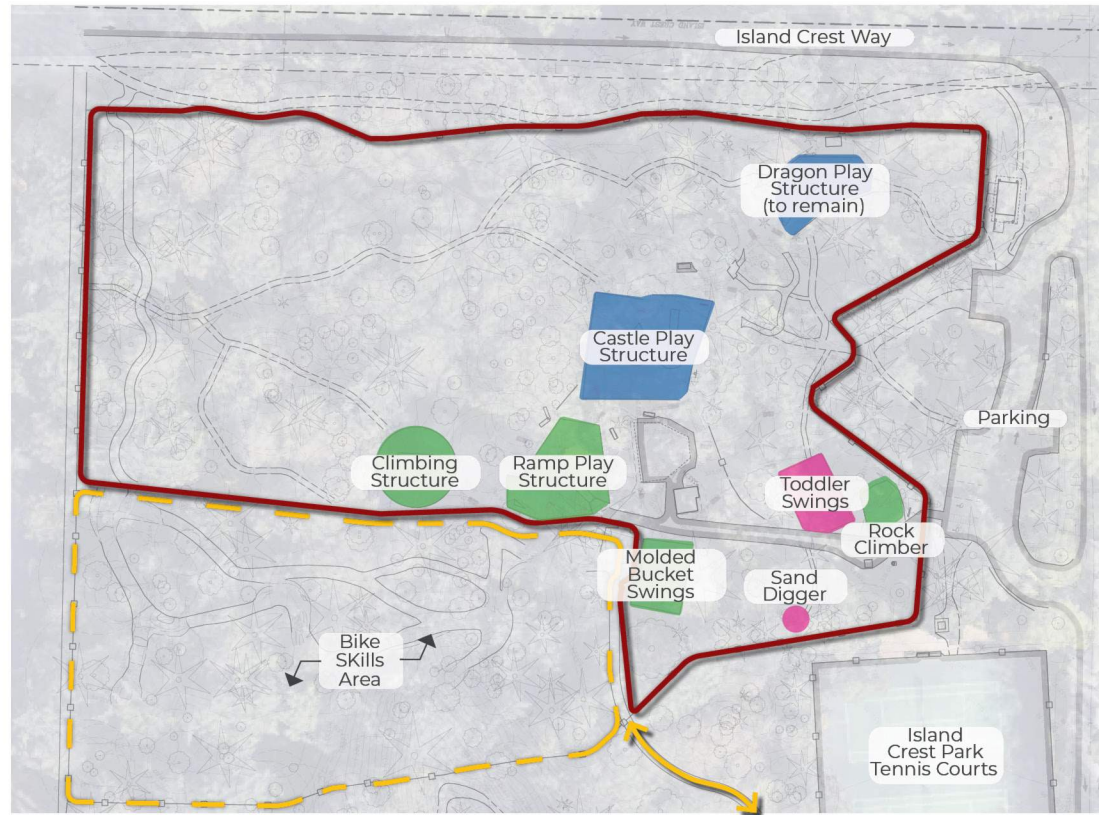 Island Crest Way
Dragon Play
Structure
(to remain)
Castle Play
Structure
Parking
Climbing
Structure
Ramp Play
Structure
Toddler
Swings
Rock
Climber
Molded
Bucket
Swings
Sand
Digger
Bike
SKills
Area
Island
Crest Park
Tennis Courts